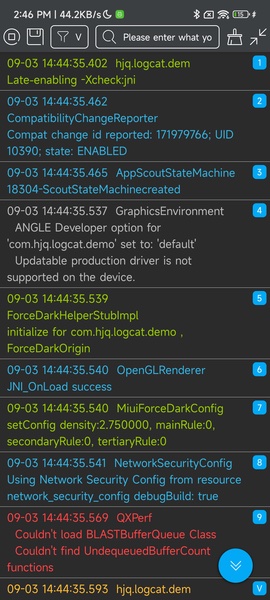 2:46 PM | 44.2KB/s
V
Please enter what yo
09-03 14:44:35.402 hjq.logcat.dem 1
Late-enabling -Xcheck:jni
09-03 14:44:35.462 2
CompatibilityChangeReporter
Compat change id reported: 171979766; UID
10390; state: ENABLED
09-03 14:44:35.465 AppScoutStateMachine 3
18304-ScoutStateMachinecreated
09-03 14:44:35.537 GraphicsEnvironment 4
ANGLE Developer option for
'com.hjq.logcat.demo' set to: 'default'
Updatable production driver is not
supported on the device.
09-03 14:44:35.539 5
ForceDarkHelperStubImpl
initialize for com.hjq.logcat.demo ,
ForceDarkOrigin
09-03 14:44:35.540 OpenGLRenderer 6
JNI_OnLoad success
09-03 14:44:35.540 MiuiForceDarkConfig 7
setConfig density:2.750000, mainRule:0,
secondaryRule:0, tertiaryRule:0
09-03 14:44:35.541 NetworkSecurityConfig 8
Using Network Security Config from resource
network_security_config debugBuild: true
09-03 14:44:35.569 QXPerf 9
Couldn't load BLASTBufferQueue Class
Couldn't find UndequeuedBufferCount
functions
09-03 14:44:35.593 hjq.logcat.dem V